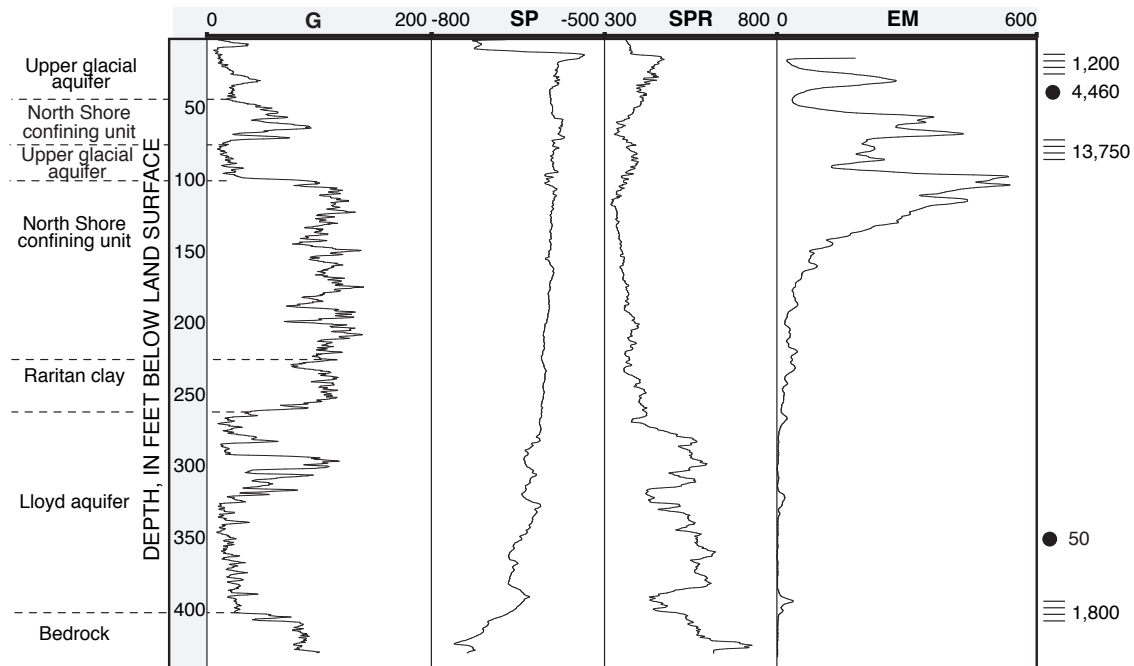 0 G 200 -800 SP -500 300 SPR 800 0 EM 600
Upper glacial
aquifer
North Shore
confining unit
Upper glacial
aquifer
North Shore
confining unit
Raritan clay
Lloyd aquifer
Bedrock
DEPTH, IN FEET BELOW LAND SURFACE
50
100
150
200
250
300
350
400
1,200
4,460
13,750
50
1,800